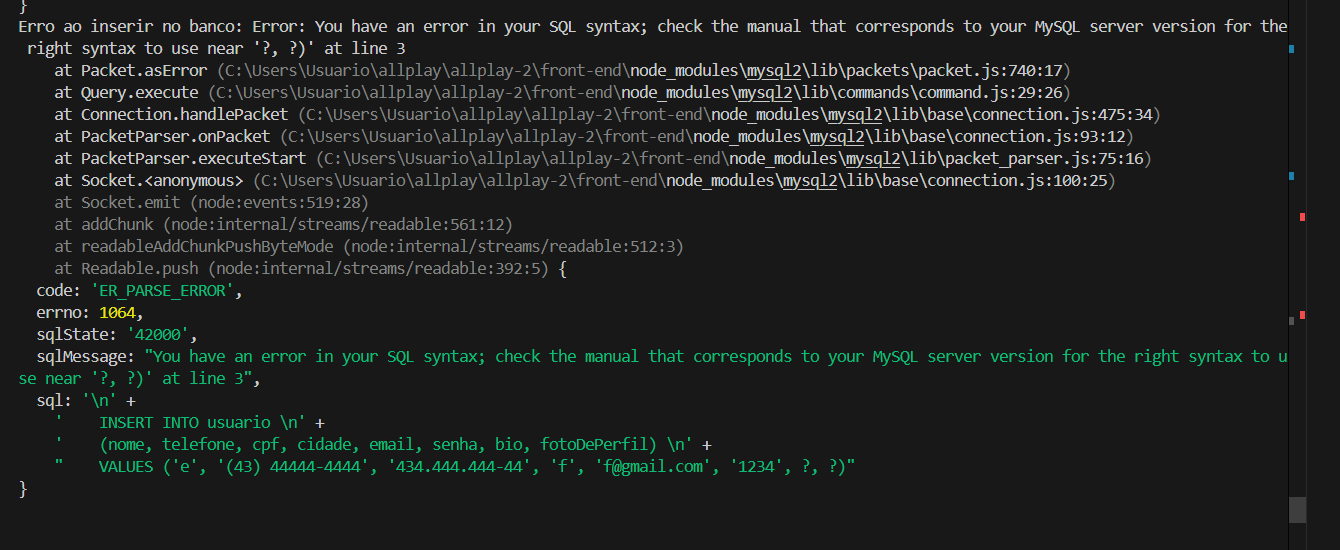 }
Erro ao inserir no banco: Error: You have an error in your SQL syntax; check the manual that corresponds to your MySQL server version for the
 right syntax to use near '?, ?)' at line 3
    at Packet.asError (C:\Users\Usuario\allplay\allplay-2\front-end\node_modules\mysql2\lib\packets\packet.js:740:17)
    at Query.execute (C:\Users\Usuario\allplay\allplay-2\front-end\node_modules\mysql2\lib\commands\command.js:29:26)
    at Connection.handlePacket (C:\Users\Usuario\allplay\allplay-2\front-end\node_modules\mysql2\lib\base\connection.js:475:34)
    at PacketParser.onPacket (C:\Users\Usuario\allplay\allplay-2\front-end\node_modules\mysql2\lib\base\connection.js:93:12)
    at PacketParser.executeStart (C:\Users\Usuario\allplay\allplay-2\front-end\node_modules\mysql2\lib\packet_parser.js:75:16)
    at Socket.<anonymous> (C:\Users\Usuario\allplay\allplay-2\front-end\node_modules\mysql2\lib\base\connection.js:100:25)
    at Socket.emit (node:events:519:28)
    at addChunk (node:internal/streams/readable:561:12)
    at readableAddChunkPushByteMode (node:internal/streams/readable:512:3)
    at Readable.push (node:internal/streams/readable:392:5) {
  code: 'ER_PARSE_ERROR',
  errno: 1064,
  sqlState: '42000',
  sqlMessage: "You have an error in your SQL syntax; check the manual that corresponds to your MySQL server version for the right syntax to u
se near '?, ?)' at line 3",
  sql: '\n' +
    '    INSERT INTO usuario \n' +
    '    (nome, telefone, cpf, cidade, email, senha, bio, fotoDePerfil) \n' +
    "    VALUES ('e', '(43) 44444-4444', '434.444.444-44', 'f', 'f@gmail.com', '1234', ?, ?)"
}